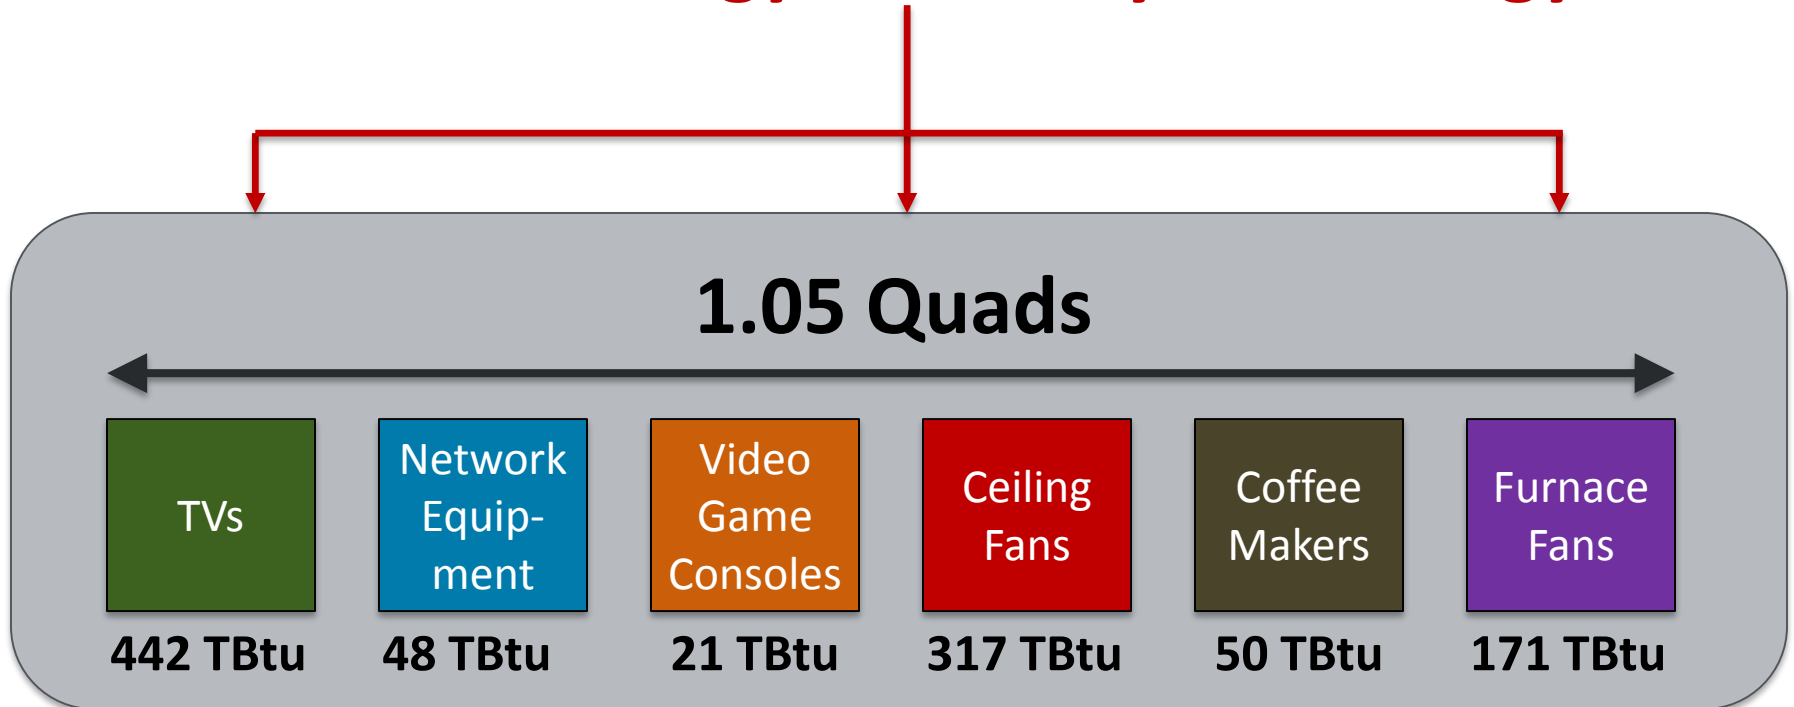 1.05 Quads
TVs
Network
Equip-
ment
Video
Game
Consoles
Ceiling
Fans
Coffee
Makers
Furnace
Fans
442 TBtu
48 TBtu
21 TBtu
317 TBtu
50 TBtu
171 TBtu